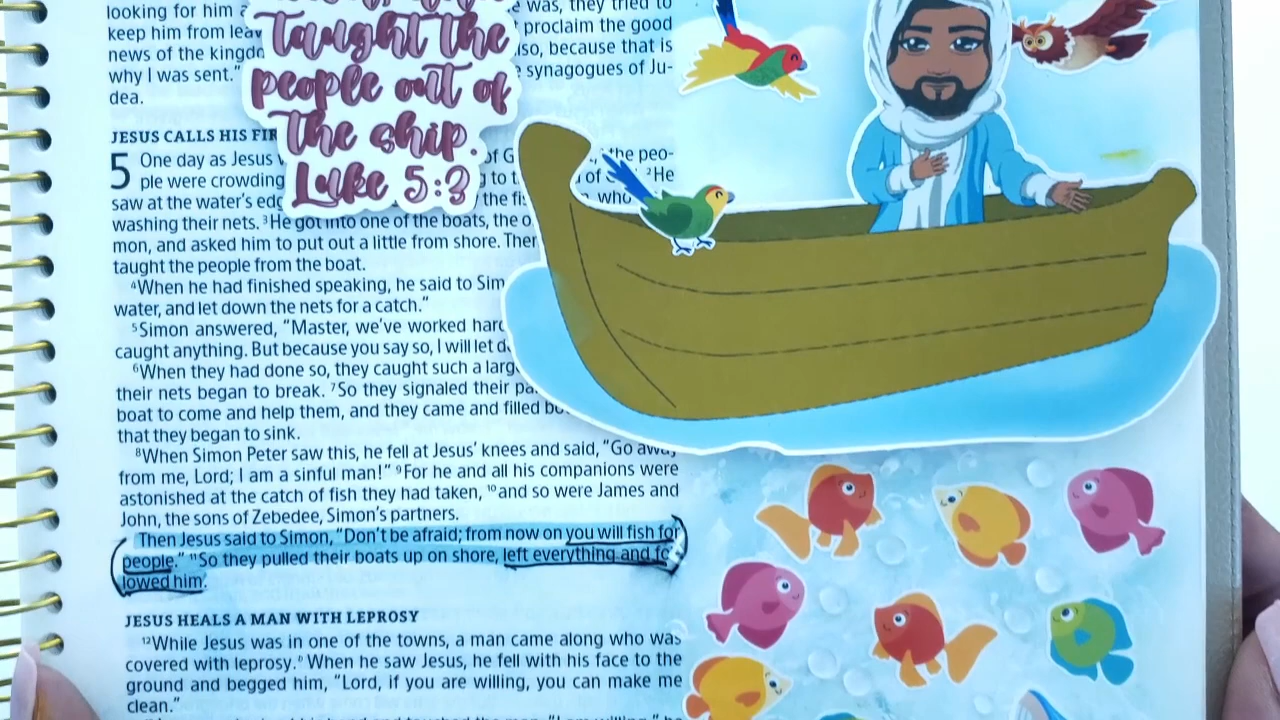 looking for him a
keep him from leav
news of the kingdo
why I was sent."
dea.
was, they tried to
proclaim the good
lso, because that is
synagogues of Ju-
taught the
people out of
the ship.
Luke 5:3
JESUS CALLS HIS FIR
5 One day as Jesus of G the peo-
ple were crowding g to t of He
saw at the water's edg the fis who
washing their nets. ³He got into one of the boats, the o
mon, and asked him to put out a little from shore. Ther
taught the people from the boat.
⁴When he had finished speaking, he said to Sim
water, and let down the nets for a catch."
⁵Simon answered, "Master, we've worked hard
caught anything. But because you say so, I will let d
⁶When they had done so, they caught such a larg
their nets began to break. ⁷So they signaled their pa
boat to come and help them, and they came and filled bo
that they began to sink.
⁸When Simon Peter saw this, he fell at Jesus' knees and said, "Go away
from me, Lord; I am a sinful man!" ⁹For he and all his companions were
astonished at the catch of fish they had taken, ¹⁰and so were James and
John, the sons of Zebedee, Simon's partners.
Then Jesus said to Simon, "Don't be afraid; from now on you will fish for
people." ¹¹So they pulled their boats up on shore, left everything and fol-
lowed him.
JESUS HEALS A MAN WITH LEPROSY
¹²While Jesus was in one of the towns, a man came along who was
covered with leprosy. When he saw Jesus, he fell with his face to the
ground and begged him, "Lord, if you are willing, you can make me
clean."